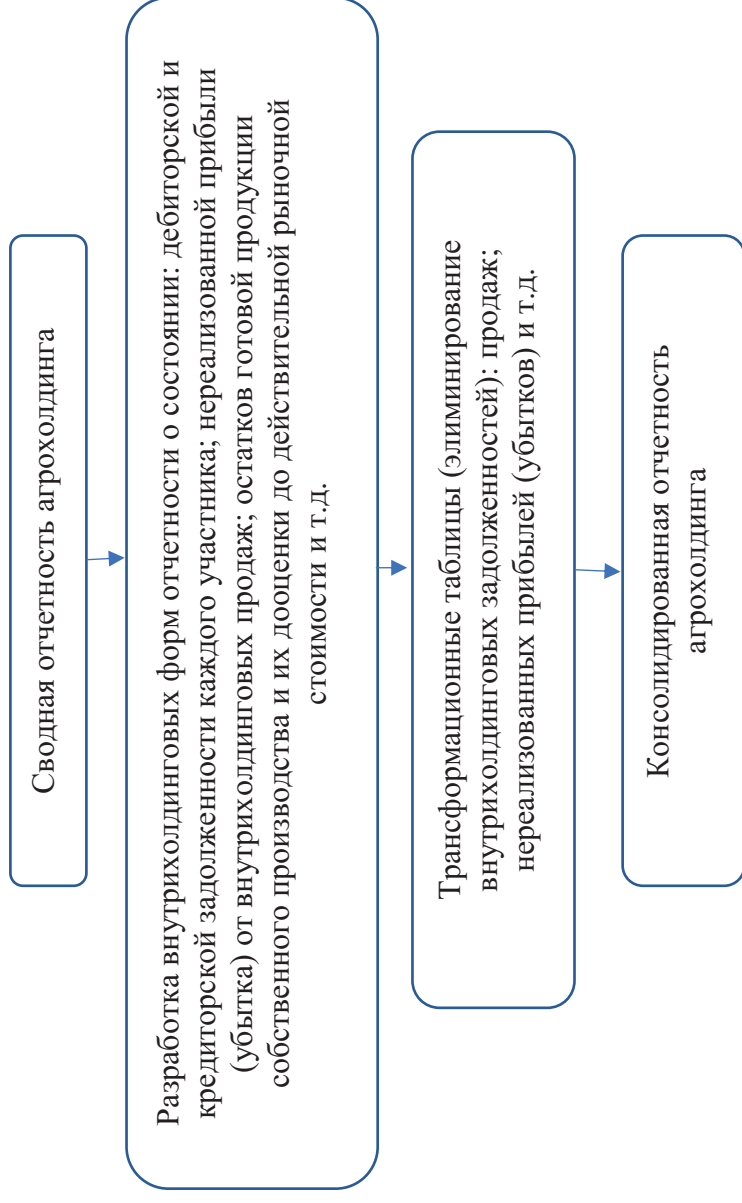 Сводная отчетность агрохолдинга
Разработка внутрихолдинговых форм отчетности о состоянии: дебиторской и
кредиторской задолженности каждого участника; нереализованной прибыли
(убытка) от внутрихолдинговых продаж; остатков готовой продукции
собственного производства и их дооценки до действительной рыночной
стоимости и т.д.
Трансформационные таблицы (элиминирование
внутрихолдинговых задолженностей): продаж;
нереализованных прибылей (убытков) и т.д.
Консолидированная отчетность
агрохолдинга